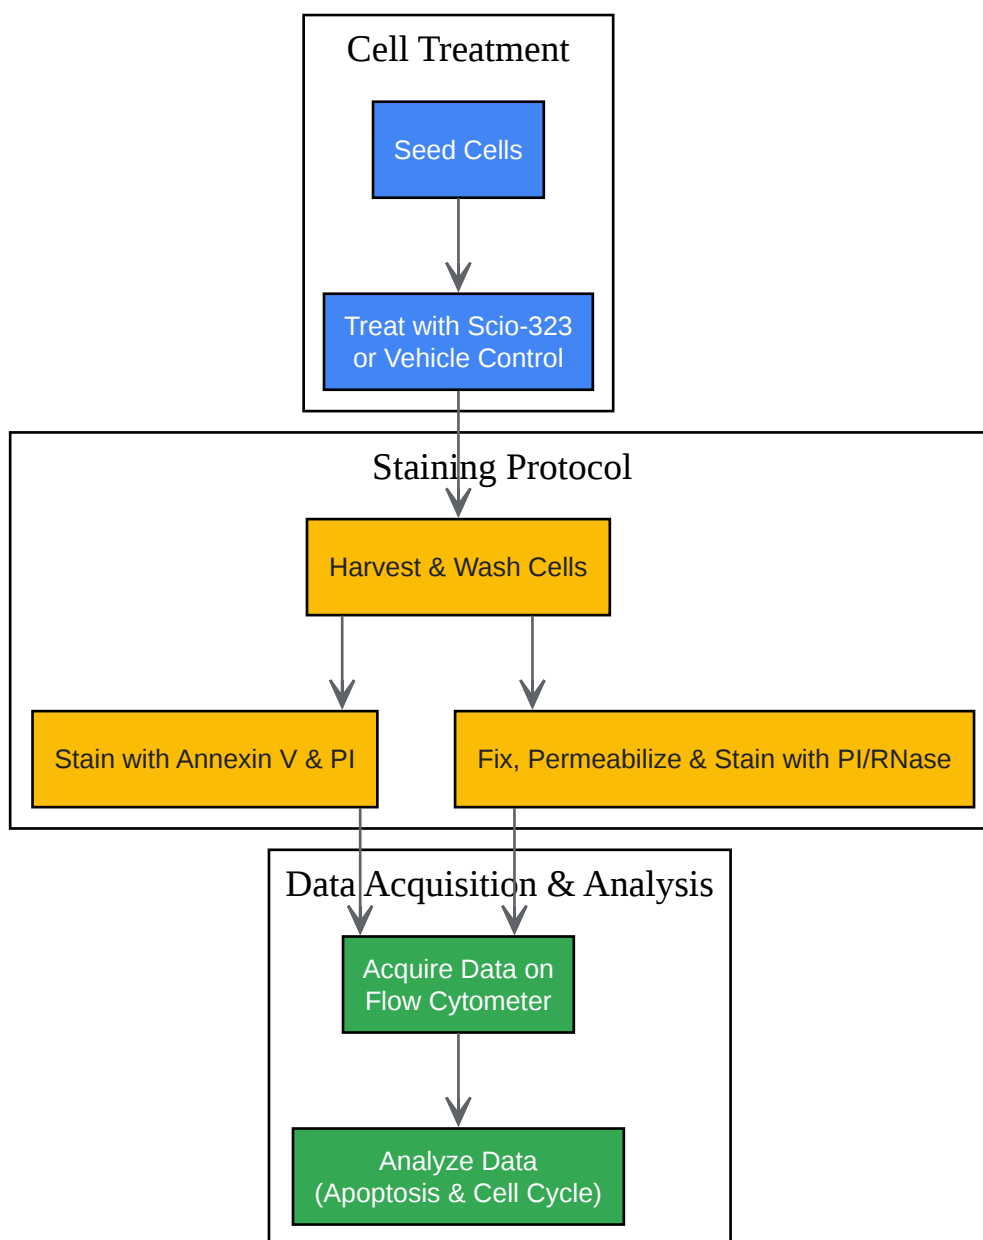 Cell Treatment
Seed Cells
Treat with Scio-323
or Vehicle Control
Staining Protocol
Harvest & Wash Cells
Stain with Annexin V & PI
Fix, Permeabilize & Stain with PI/RNase
Data Acquisition & Analysis
Acquire Data on
Flow Cytometer
Analyze Data
(Apoptosis & Cell Cycle)